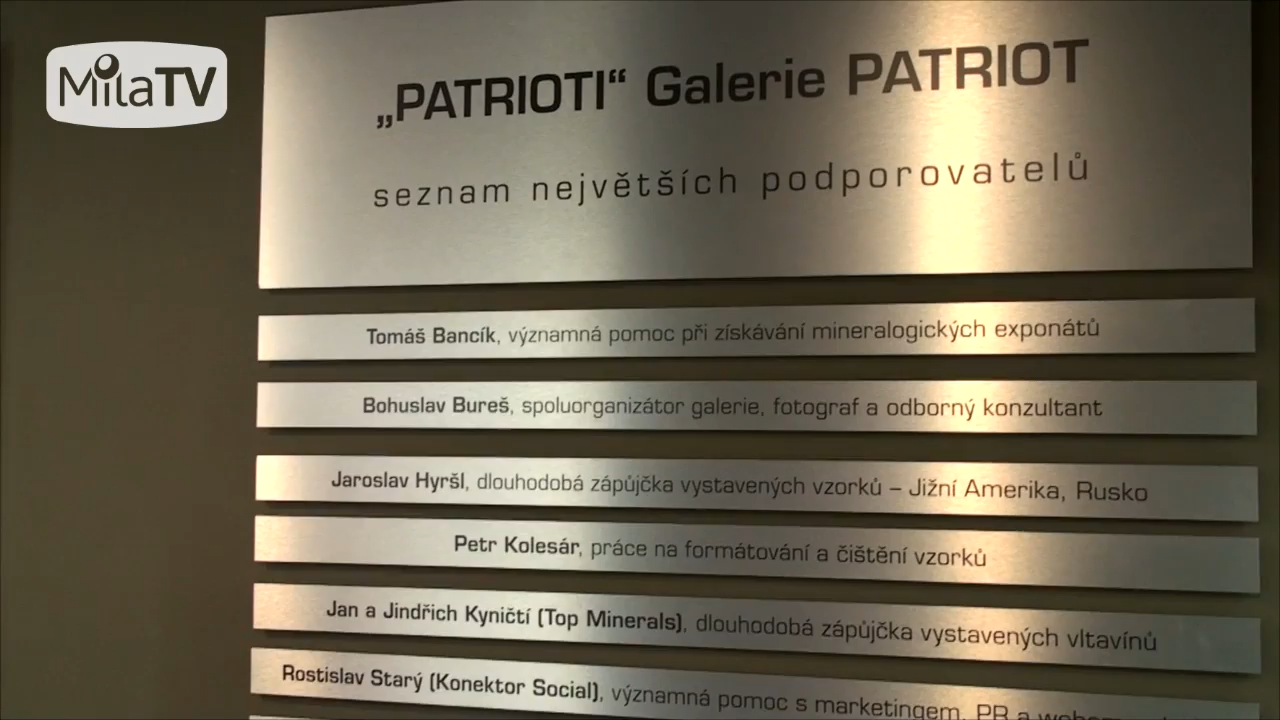 MilaTV
„PATRIOTI“ Galerie PATRIOT
seznam největších podporovatelů
Tomáš Bancík, významná pomoc při získávání mineralogických exponátů
Bohuslav Bureš, spoluorganizátor galerie, fotograf a odborný konzultant
Jaroslav Hyršl, dlouhodobá zápůjčka vystavených vzorků – Jižní Amerika, Rusko
Petr Kolesár, práce na formátování a čištění vzorků
Jan a Jindřich Kyničtí (Top Minerals), dlouhodobá zápůjčka vystavených vltavínů
Rostislav Starý (Konektor Social), významná pomoc s marketingem, PR a